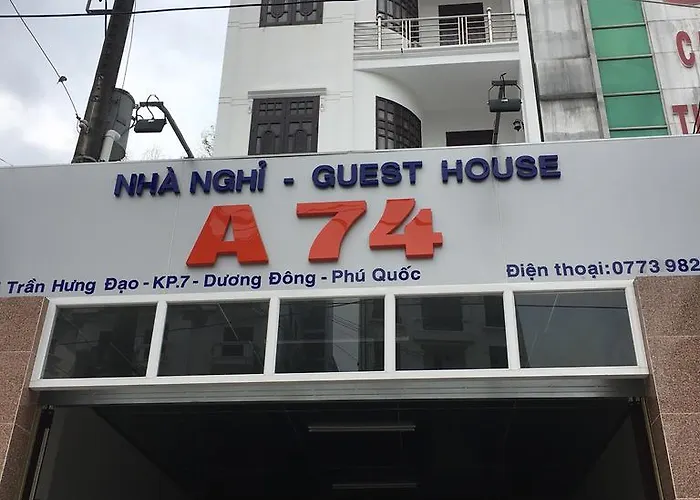 NHÀ NGHỈ - GUEST HOUSE
A 74
Trần Hưng Đạo - KP.7 - Dương Đông - Phú Quốc
Điện thoại:0773 982